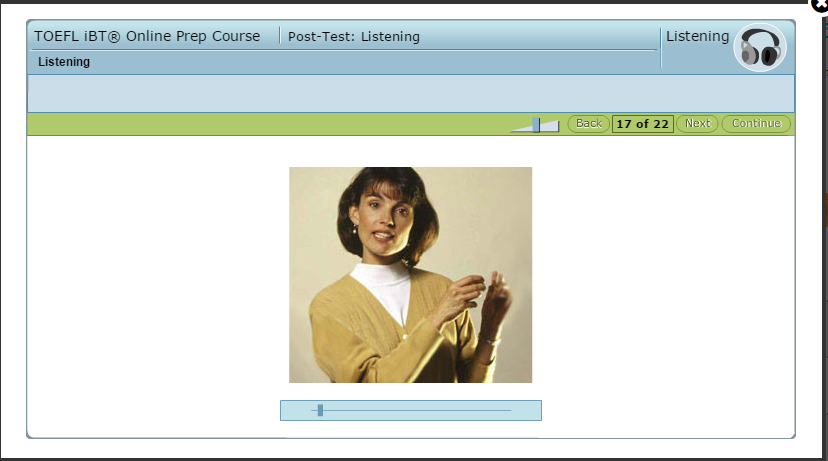 TOEFL iBT® Online Prep Course
Post-Test: Listening
Listening
Listening
Back
17 of 22
Next
Continue